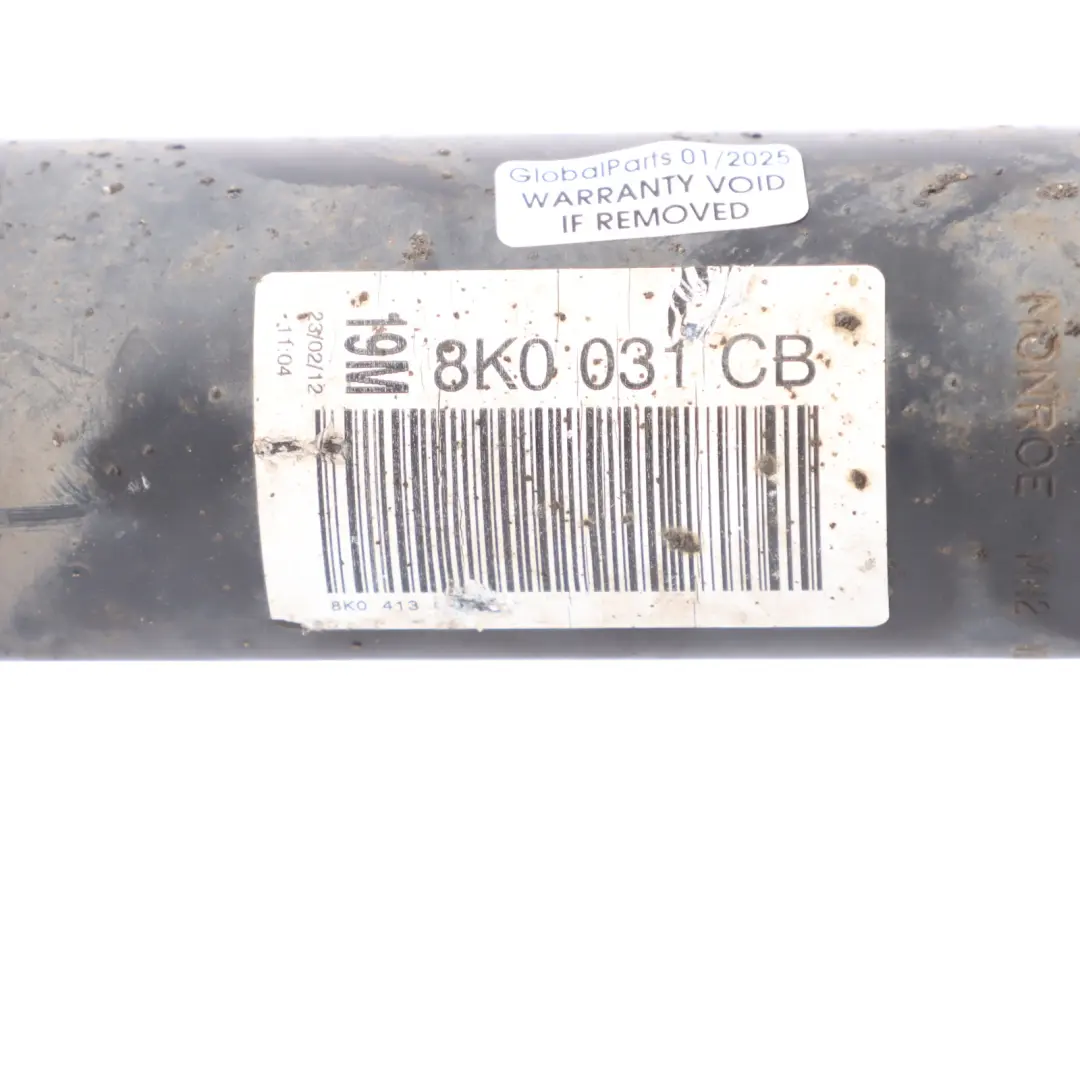 GlobalParts 01/2025
WARRANTY VOID
IF REMOVED
23/02/12
11:04
19M
8K0 031 CB
8K0 413
MONROE